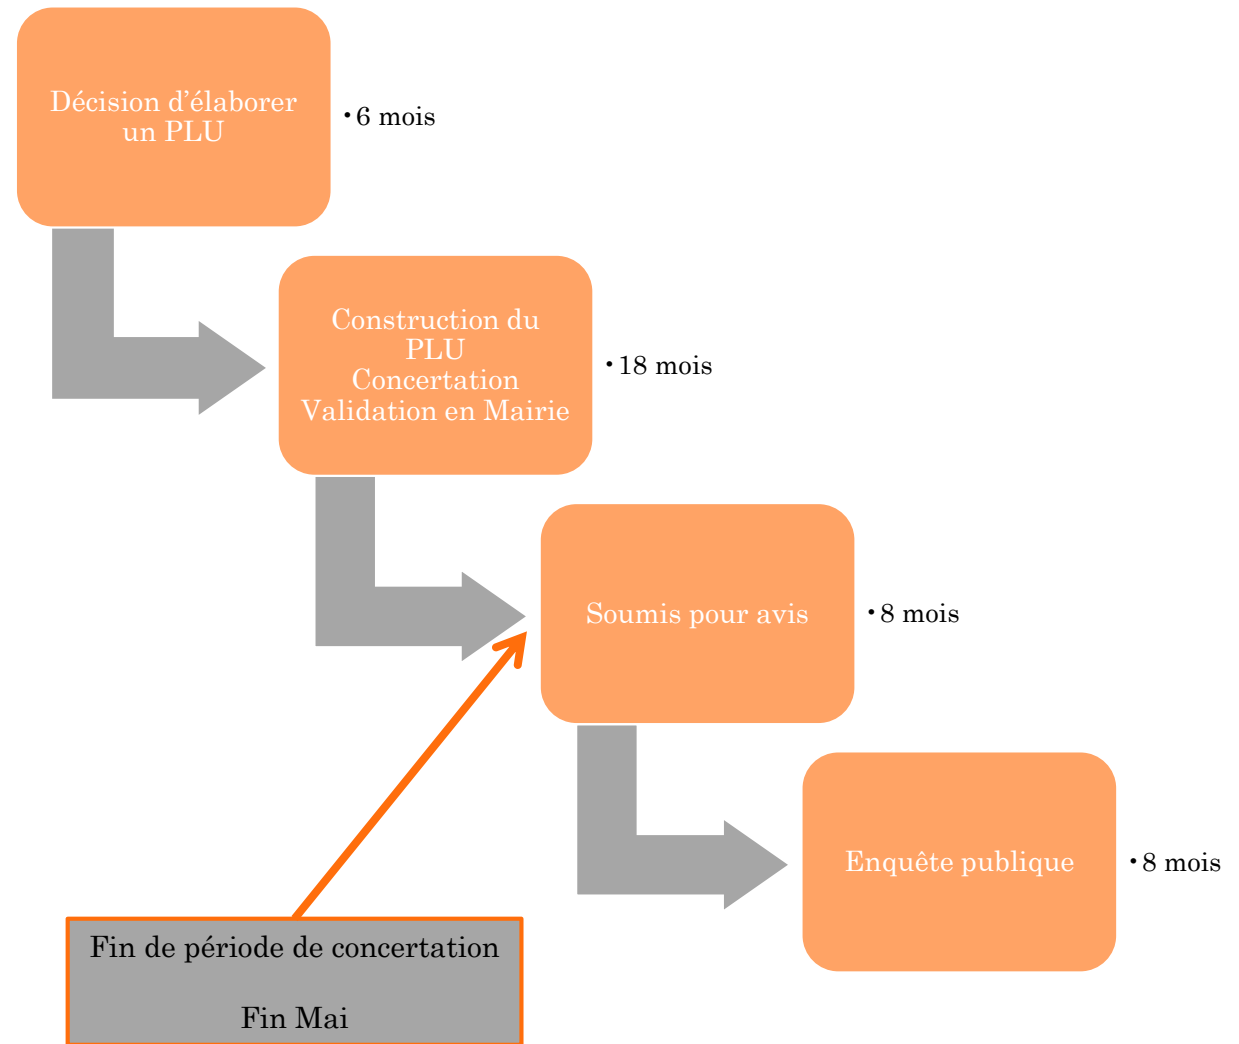 Décision d'élaborer
un PLU
•6 mois
Construction du
PLU
Concertation
Validation en Mairie
•18 mois
Soumis pour avis
•8 mois
Enquête publique
•8 mois
Fin de période de concertation
Fin Mai